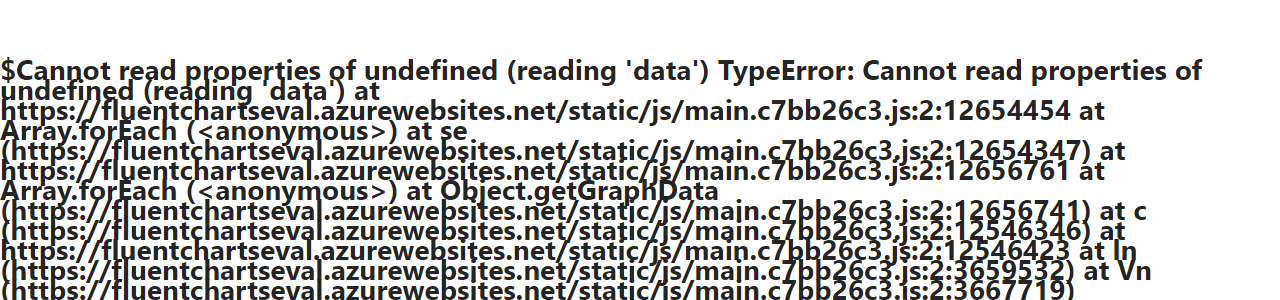 $Cannot read properties of undefined (reading 'data') TypeError: Cannot read properties of
undefined (reading 'data') at
https://fluentchartseval.azurewebsites.net/static/js/main.c7bb26c3.js:2:12654454 at
Array.forEach (<anonymous>) at se
(https://fluentchartseval.azurewebsites.net/static/js/main.c7bb26c3.js:2:12654347) at
https://fluentchartseval.azurewebsites.net/static/js/main.c7bb26c3.js:2:12656761 at
Array.forEach (<anonymous>) at Object.getGraphData
(https://fluentchartseval.azurewebsites.net/static/js/main.c7bb26c3.js:2:12656741) at c
(https://fluentchartseval.azurewebsites.net/static/js/main.c7bb26c3.js:2:12546346) at
https://fluentchartseval.azurewebsites.net/static/js/main.c7bb26c3.js:2:12546423 at ln
(https://fluentchartseval.azurewebsites.net/static/js/main.c7bb26c3.js:2:3659532) at Vn
(https://fluentchartseval.azurewebsites.net/static/js/main.c7bb26c3.js:2:3667719)